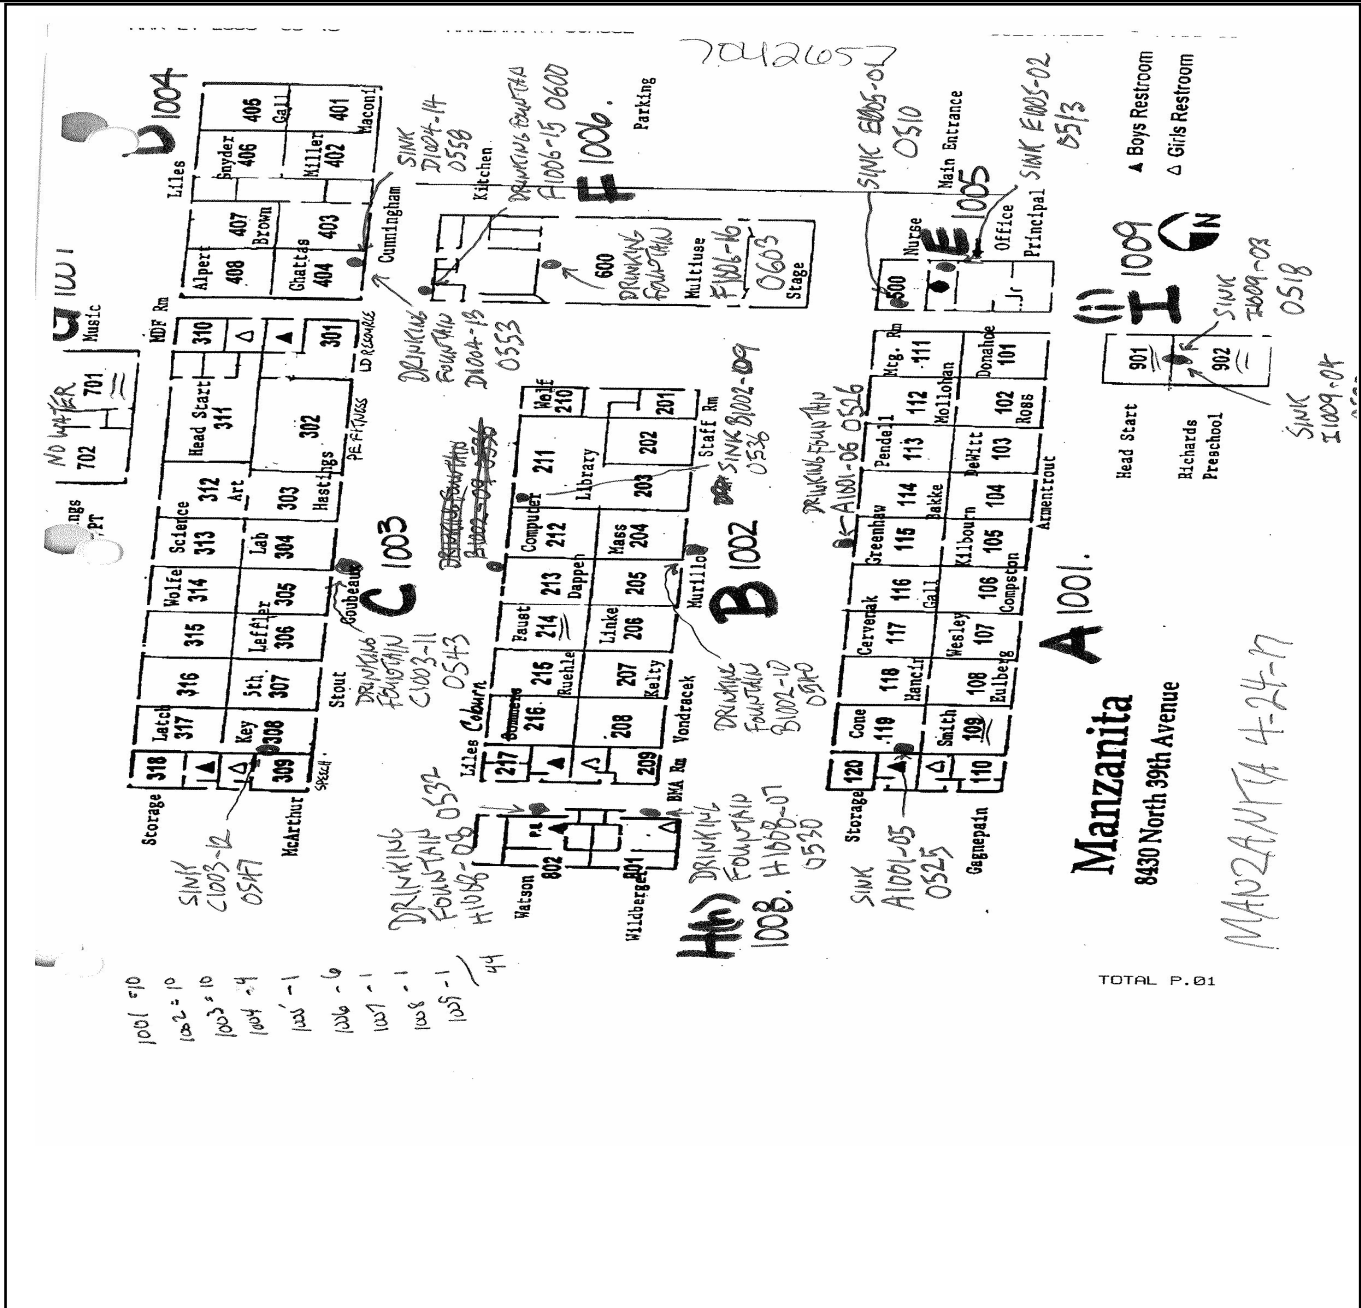 7042657
D 1004
Liles
405
Gall
401
Maconi
Snyder
406
Miller
402
407
Brown
403
Alpert
408
Ghattas
404
Cunningham
SINK
D1024-14
0558
DRINKING
FOUNTAIN
D1004-13
0553
G 1001
Music
NO WATER
701
702
MDF Rm
310
301
LD RESOURCE
Head Start
311
302
PE FITNESS
312
Art
303
Hastings
Science
313
Lab
304
Wolfe
314
305
Goubeaux
315
Leffler
306
316
5th
307
Stout
Latch
317
Key
308
318
309
Storage
McArthur
SPEECH
C 1003
DRINKING
FOUNTAIN
C1003-11
0543
SINK
C1003-12
0547
Kitchen
DRINKING FOUNTAIN
F1006-15 0600
F 1006.
Parking
600
DRINKING
FOUNTAIN
Multiuse
F1006-16
0603
Stage
Wolf
210
201
211
Library
202
203
Staff Rm
Computer
212
Mass
204
213
Dappen
205
Murillo
Faust
214
Linke
206
215
Ruehle
207
Kelty
Coburn
216
208
Vondracek
Liles
217
209
BMA Rm
SINK B1002-09
0536
B 1002
DRINKING
FOUNTAIN
B1002-10
0540
DRINKING
FOUNTAIN
H1008-08 0532
Watson
802
801
Wildberger
H(h)
1008.
DRINKING
FOUNTAIN
H1008-07
0530
SINK E1005-01
0510
Nurse
500
Main Entrance
E 1005
SINK E1005-02
0513
Office
Principal
Jr
Mtg. Rm
111
Donahoe
101
112
Mollohan
102
Ross
Pendell
113
DeWitt
103
114
Bakke
104
Armentrout
Greenhaw
115
Kilbourn
105
116
Gall
106
Compston
Cervenak
117
Wesley
107
118
Hancir
108
Eulberg
Cone
119
Smith
109
120
110
Storage
Gagnepain
DRINKING FOUNTAIN
A1001-06 0526
SINK
A1001-05
0525
A 1001.
▲ Boys Restroom
△ Girls Restroom
N
(i)
I 1009
901
902
Head Start
Richards
Preschool
SINK
I1009-03
0518
SINK
I1009-04
Manzanita
8430 North 39th Avenue
MANZANITA 4-24-17
TOTAL P.01
1001 = 10
1002 = 10
1003 = 10
1004 - 4
1005 - 1
1006 - 6
1007 - 1
1008 - 1
1009 - 1
44